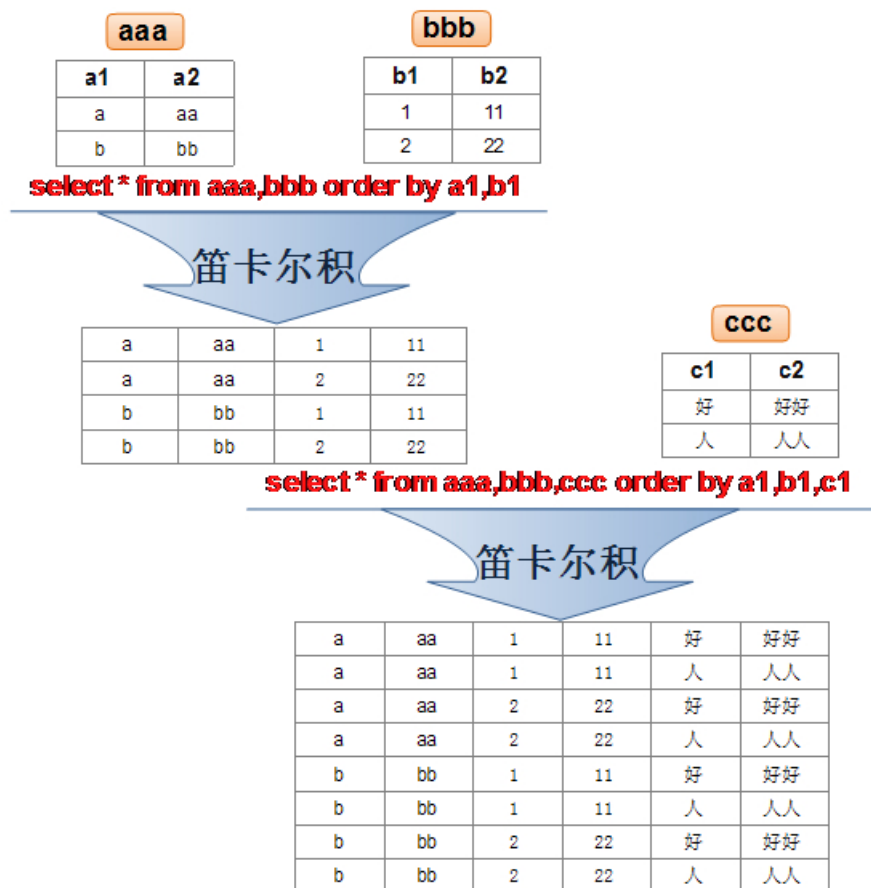 aaa
bbb
a1 a2
a aa
b bb
b1 b2
1 11
2 22
select * from aaa,bbb order by a1,b1
笛卡尔积
a aa 1 11
a aa 2 22
b bb 1 11
b bb 2 22
ccc
c1 c2
好 好好
人 人人
select * from aaa,bbb,ccc order by a1,b1,c1
笛卡尔积
a aa 1 11 好 好好
a aa 1 11 人 人人
a aa 2 22 好 好好
a aa 2 22 人 人人
b bb 1 11 好 好好
b bb 1 11 人 人人
b bb 2 22 好 好好
b bb 2 22 人 人人